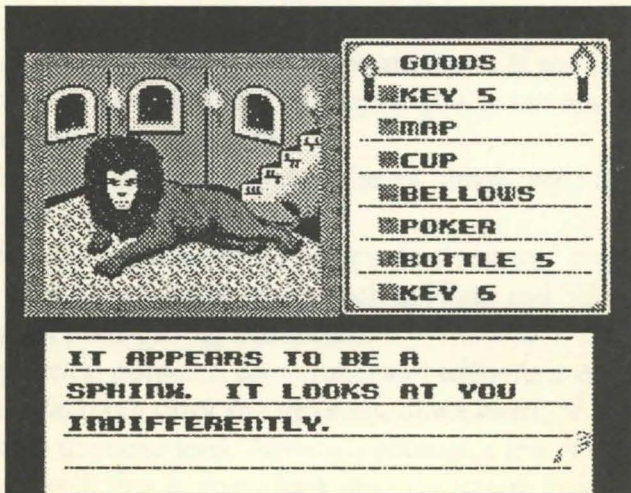 GOODS
KEY 5
MAP
CUP
BELLOWS
POKER
BOTTLE 5
KEY 6
IT APPEARS TO BE A
SPHINX. IT LOOKS AT YOU
INDIFFERENTLY.